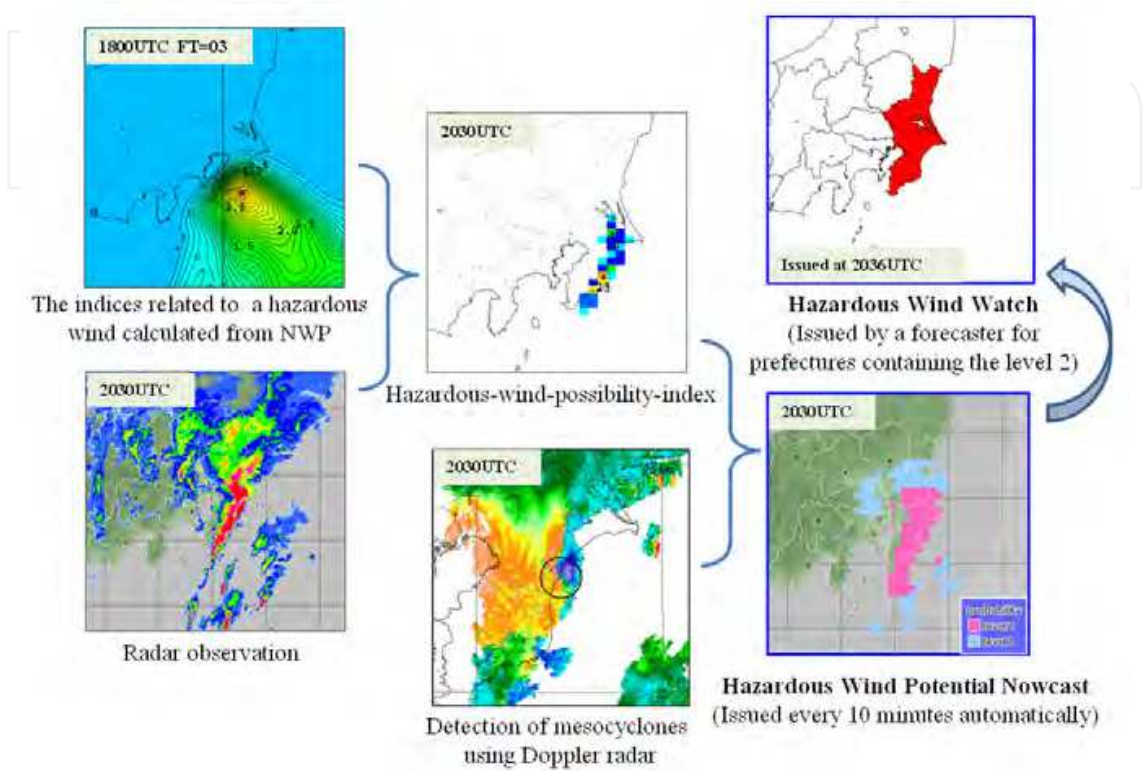 1800UTC FT=03
The indices related to a hazardous
wind calculated from NWP
2030UTC
Radar observation
2030UTC
Hazardous-wind-possibility-index
2030UTC
Detection of mesocyclones
using Doppler radar
Issued at 2036UTC
Hazardous Wind Watch
(Issued by a forecaster for
prefectures containing the level 2)
2030UTC
Hazardous Wind Potential Nowcast
(Issued every 10 minutes automatically)